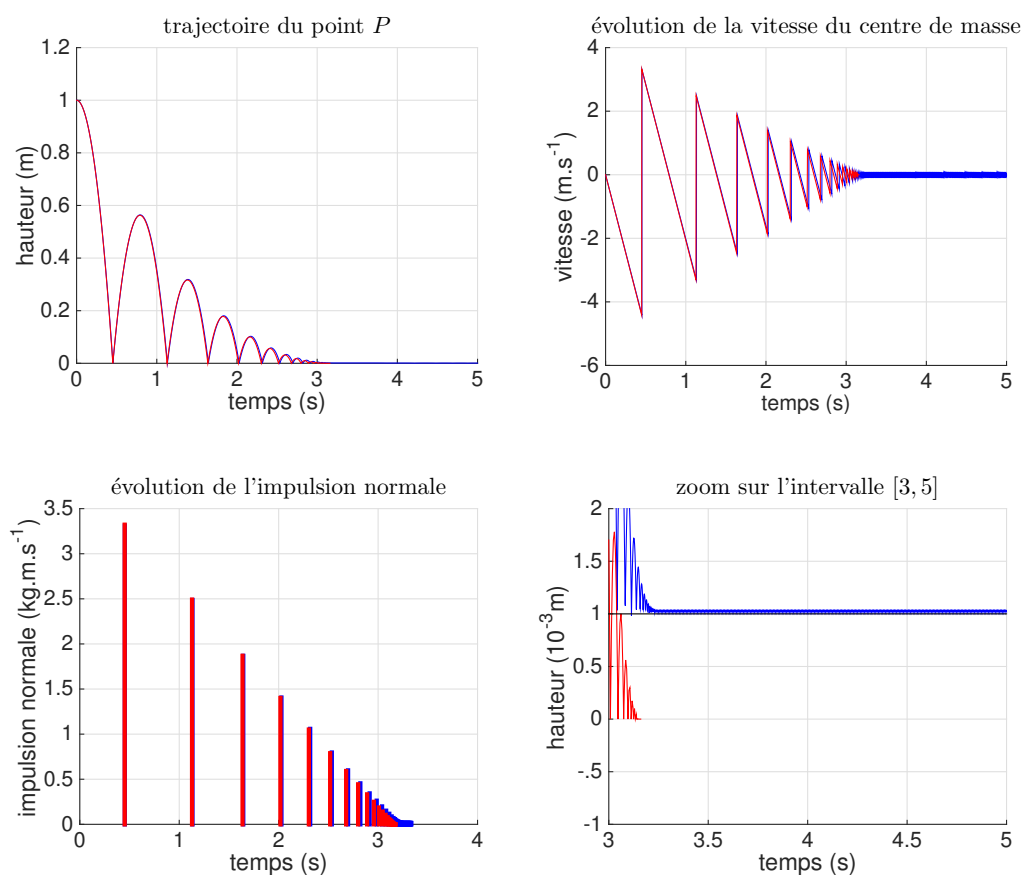 trajectoire du point P
hauteur (m)
1.2
1
0.8
0.6
0.4
0.2
0
0 1 2 3 4 5
temps (s)
évolution de la vitesse du centre de masse
vitesse (m.s⁻¹)
4
2
0
-2
-4
-6
0 1 2 3 4 5
temps (s)
évolution de l'impulsion normale
impulsion normale (kg.m.s⁻¹)
3.5
3
2.5
2
1.5
1
0.5
0
0 1 2 3 4
temps (s)
zoom sur l'intervalle [3, 5]
hauteur (10⁻³m)
2
1.5
1
0.5
0
-.5
-1
3 3.5 4 4.5 5
temps (s)